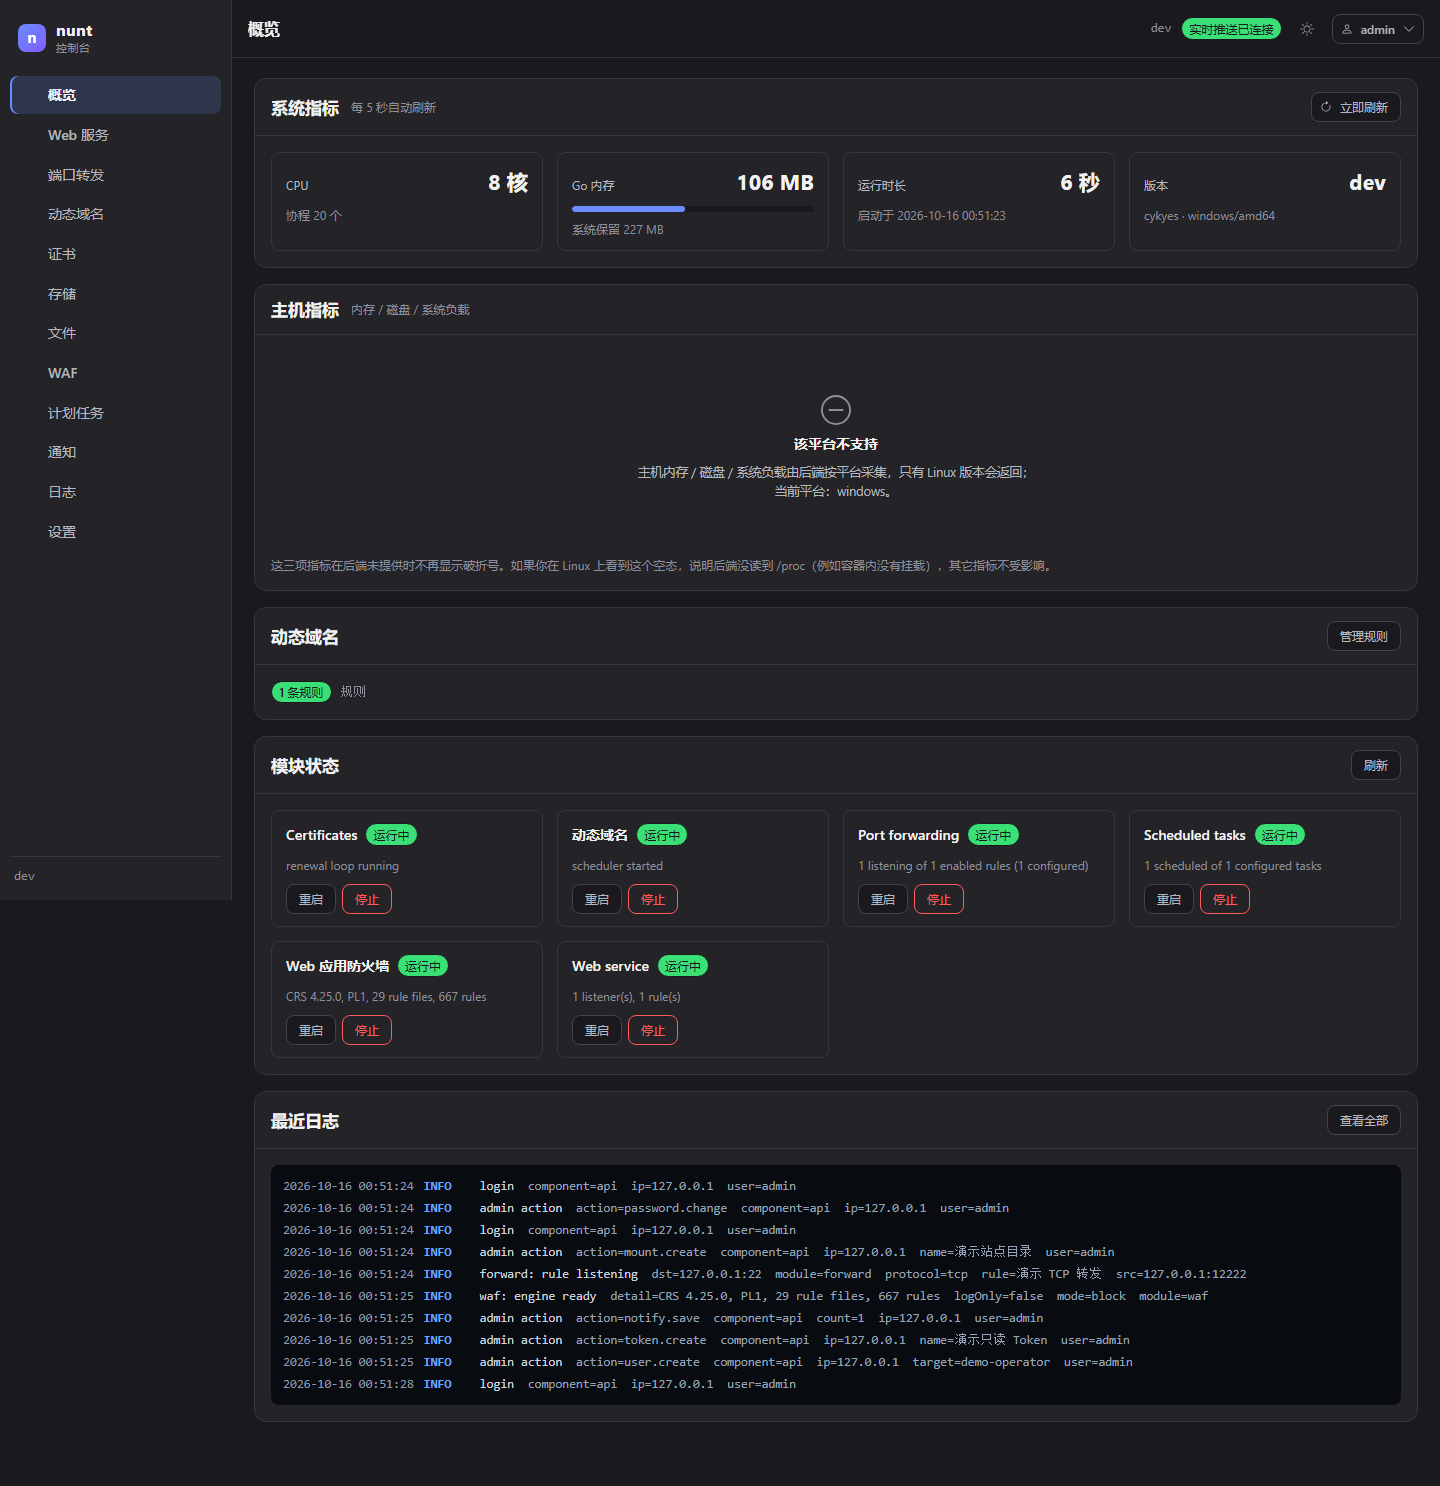 n
nunt
控制台
概览
Web 服务
端口转发
动态域名
证书
存储
文件
WAF
计划任务
通知
日志
设置
dev
概览
dev
实时推送已连接
admin
系统指标 每 5 秒自动刷新
立即刷新
CPU 8 核
协程 20 个
Go 内存 106 MB
系统保留 227 MB
运行时长 6 秒
启动于 2026-10-16 00:51:23
版本 dev
cykyes · windows/amd64
主机指标 内存 / 磁盘 / 系统负载
该平台不支持
主机内存 / 磁盘 / 系统负载由后端按平台采集，只有 Linux 版本会返回；
当前平台：windows。
这三项指标在后端未提供时不再显示破折号。如果你在 Linux 上看到这个空态，说明后端没读到 /proc（例如容器内没有挂载），其它指标不受影响。
动态域名
管理规则
1 条规则 规则
模块状态
刷新
Certificates 运行中
renewal loop running
重启 停止
动态域名 运行中
scheduler started
重启 停止
Port forwarding 运行中
1 listening of 1 enabled rules (1 configured)
重启 停止
Scheduled tasks 运行中
1 scheduled of 1 configured tasks
重启 停止
Web 应用防火墙 运行中
CRS 4.25.0, PL1, 29 rule files, 667 rules
重启 停止
Web service 运行中
1 listener(s), 1 rule(s)
重启 停止
最近日志
查看全部
2026-10-16 00:51:24 INFO login component=api ip=127.0.0.1 user=admin
2026-10-16 00:51:24 INFO admin action action=password.change component=api ip=127.0.0.1 user=admin
2026-10-16 00:51:24 INFO login component=api ip=127.0.0.1 user=admin
2026-10-16 00:51:24 INFO admin action action=mount.create component=api ip=127.0.0.1 name=演示站点目录 user=admin
2026-10-16 00:51:24 INFO forward: rule listening dst=127.0.0.1:22 module=forward protocol=tcp rule=演示 TCP 转发 src=127.0.0.1:12222
2026-10-16 00:51:25 INFO waf: engine ready detail=CRS 4.25.0, PL1, 29 rule files, 667 rules logOnly=false mode=block module=waf
2026-10-16 00:51:25 INFO admin action action=notify.save component=api count=1 ip=127.0.0.1 user=admin
2026-10-16 00:51:25 INFO admin action action=token.create component=api ip=127.0.0.1 name=演示只读 Token user=admin
2026-10-16 00:51:25 INFO admin action action=user.create component=api ip=127.0.0.1 target=demo-operator user=admin
2026-10-16 00:51:28 INFO login component=api ip=127.0.0.1 user=admin